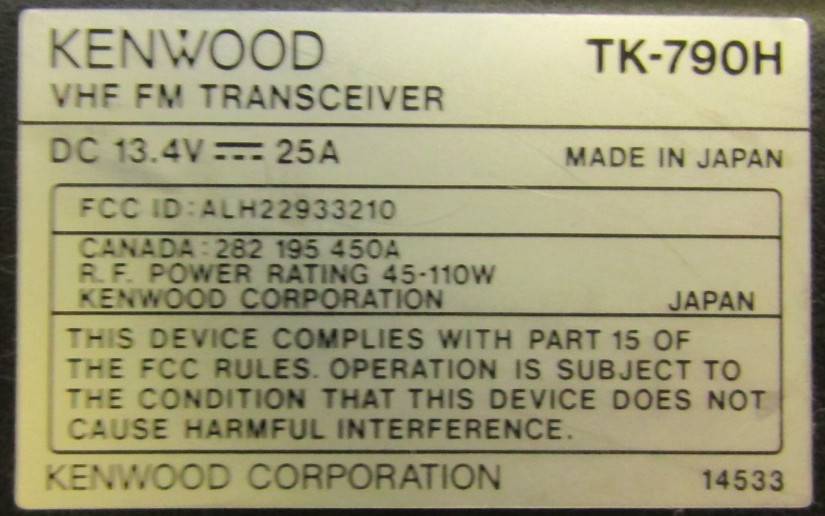 KENWOOD TK-790H
VHF FM TRANSCEIVER
DC 13.4V ⎓ 25A MADE IN JAPAN
FCC ID:ALH22933210
CANADA:282 195 450A
R.F. POWER RATING 45-110W
KENWOOD CORPORATION JAPAN
THIS DEVICE COMPLIES WITH PART 15 OF
THE FCC RULES. OPERATION IS SUBJECT TO
THE CONDITION THAT THIS DEVICE DOES NOT
CAUSE HARMFUL INTERFERENCE.
KENWOOD CORPORATION 14533